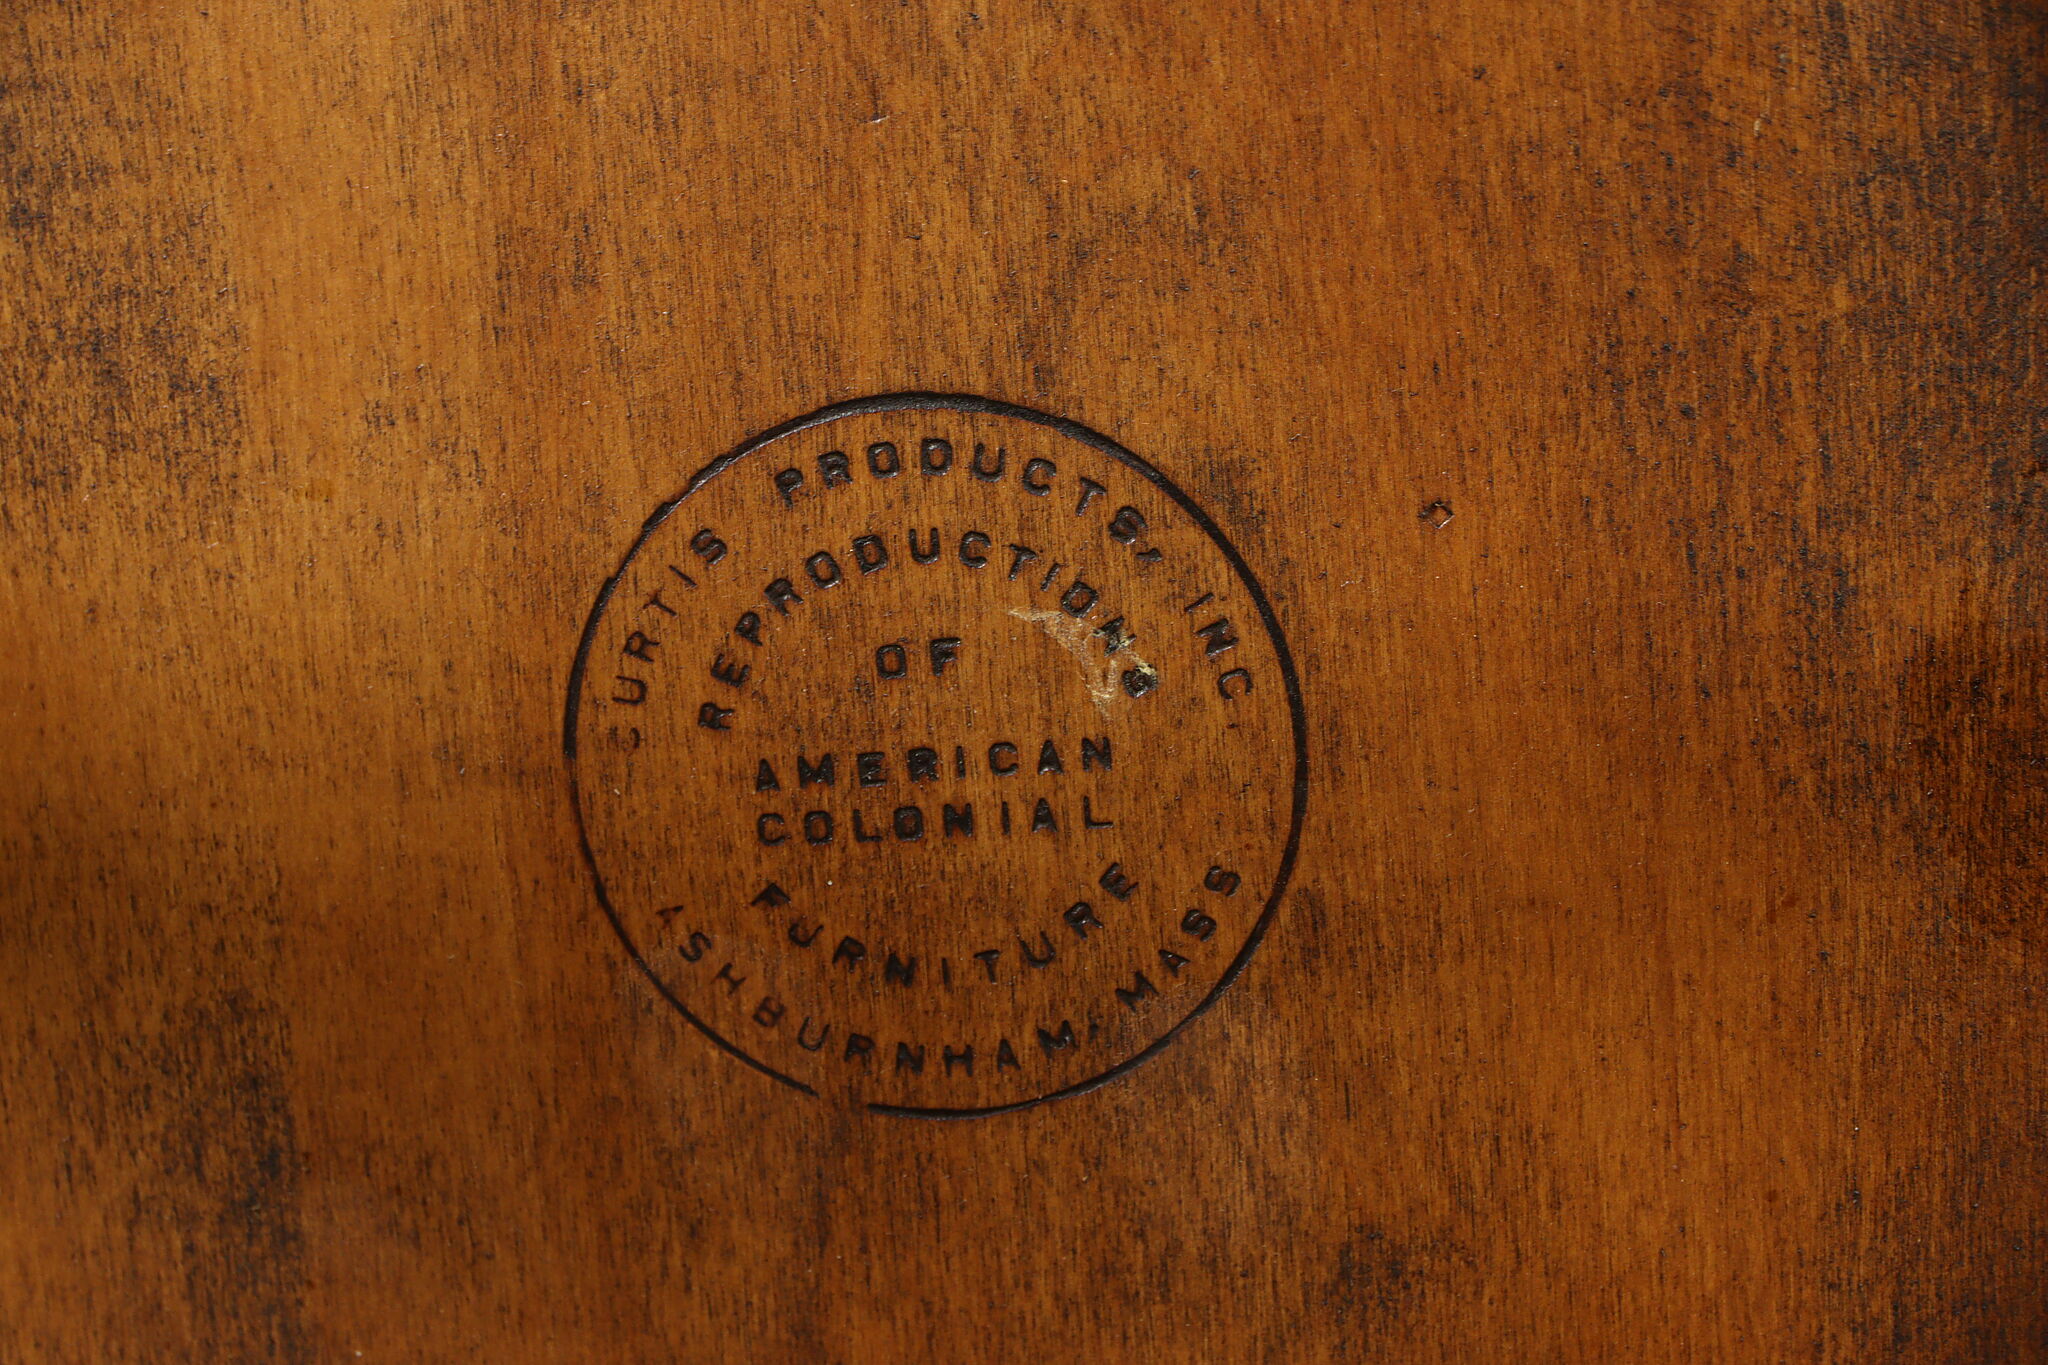 CURTIS PRODUCTS, INC.
REPRODUCTIONS
OF
AMERICAN
COLONIAL
FURNITURE
ASHBURNHAM, MASS